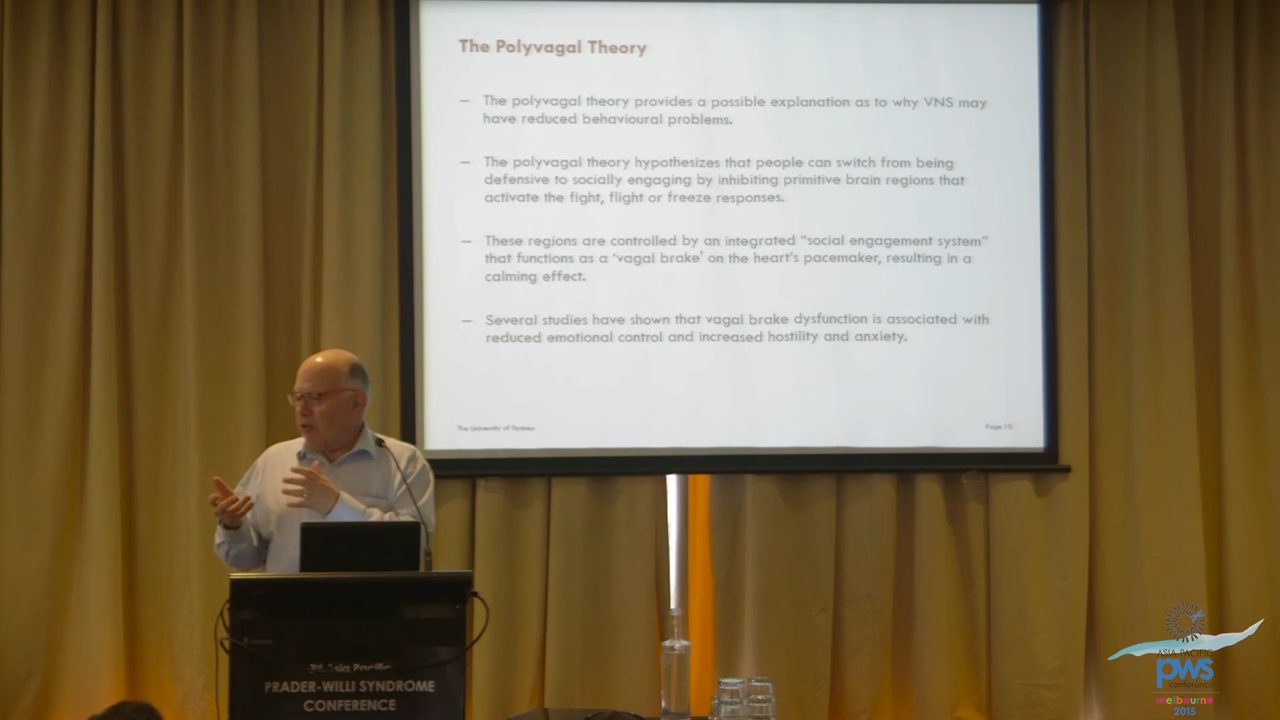 The Polyvagal Theory
– The polyvagal theory provides a possible explanation as to why VNS may
have reduced behavioural problems.
– The polyvagal theory hypothesizes that people can switch from being
defensive to socially engaging by inhibiting primitive brain regions that
activate the fight, flight or freeze responses.
– These regions are controlled by an integrated “social engagement system”
that functions as a ‘vagal brake’ on the heart's pacemaker, resulting in a
calming effect.
– Several studies have shown that vagal brake dysfunction is associated with
reduced emotional control and increased hostility and anxiety.
The University of Sydney
Page 10
3rd Asia Pacific
PRADER-WILLI SYNDROME
CONFERENCE
ASIA-PACIFIC
pws
conference
melbourne
2015